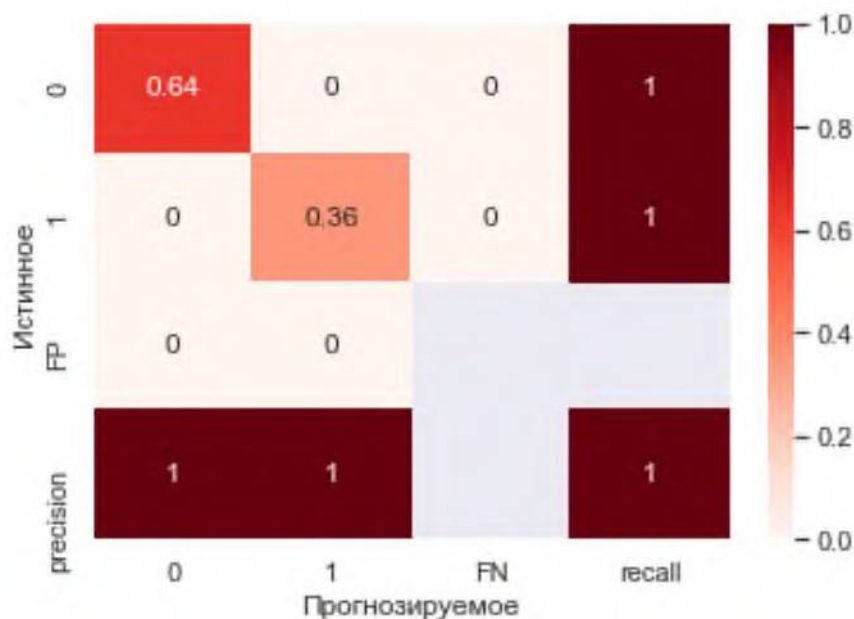 0 0.64 0 0 1
1 0 0.36 0 1
FP 0 0
precision 1 1 1
0 1 FN recall
Истинное
Прогнозируемое
1.0
0.8
0.6
0.4
0.2
0.0